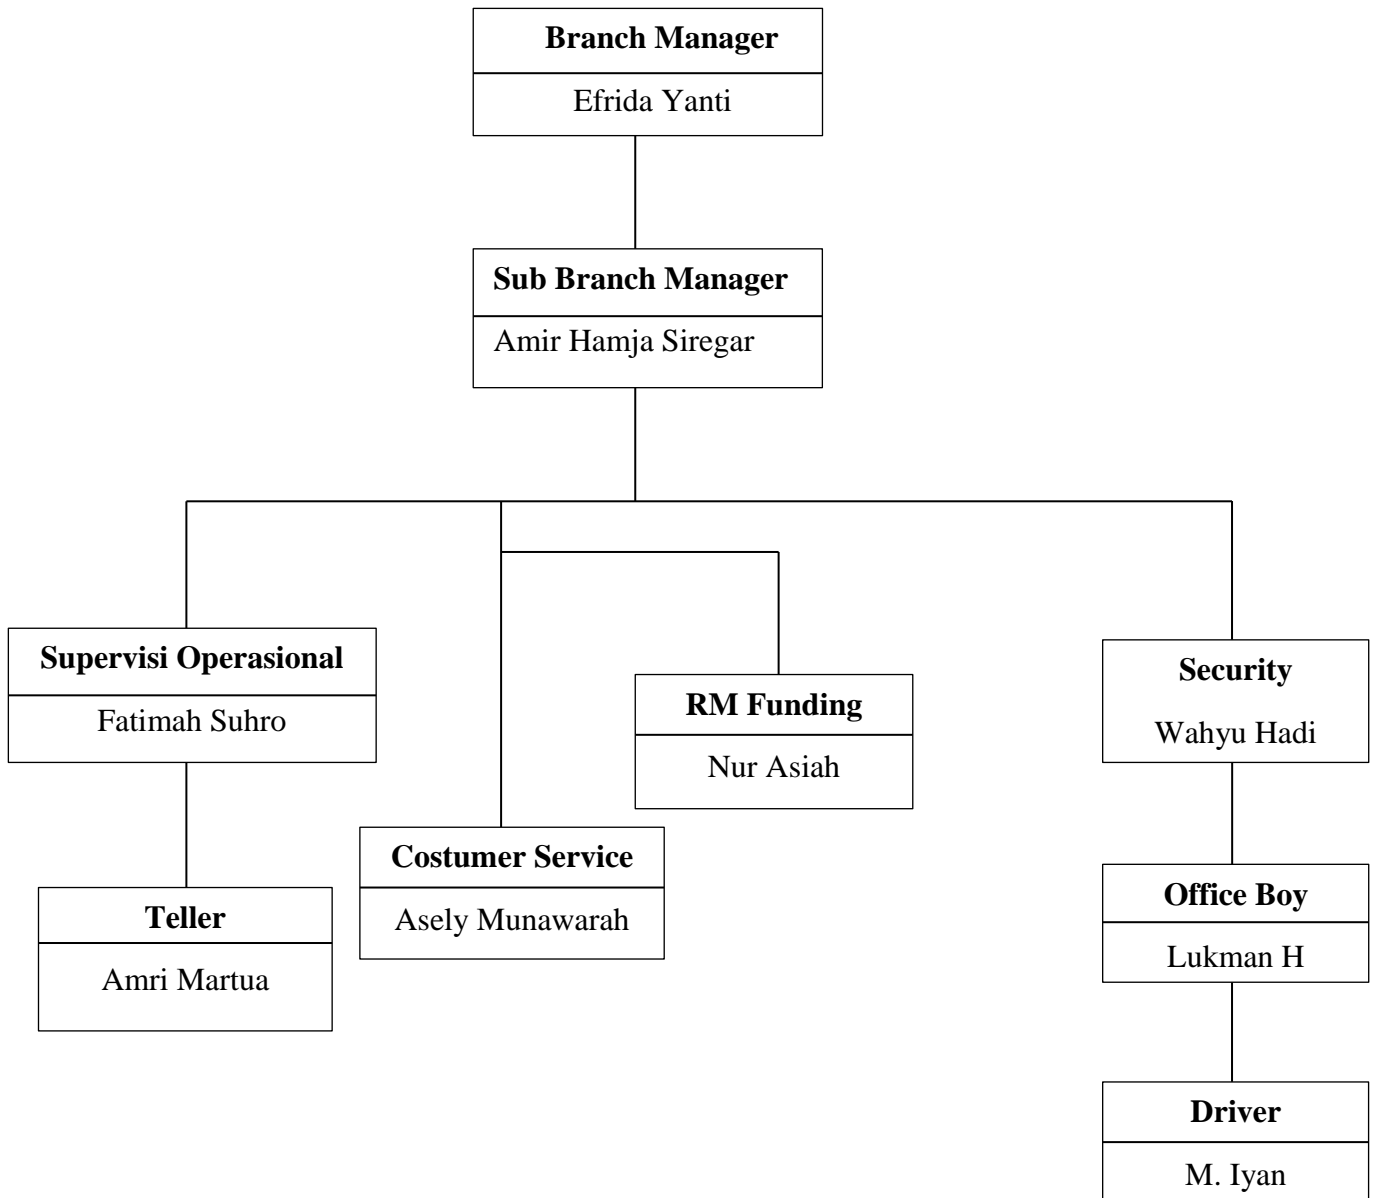 Branch Manager
Efrida Yanti
Sub Branch Manager
Amir Hamja Siregar
Supervisi Operasional
Fatimah Suhro
RM Funding
Nur Asiah
Security
Wahyu Hadi
Costumer Service
Asely Munawarah
Teller
Amri Martua
Office Boy
Lukman H
Driver
M. Iyan